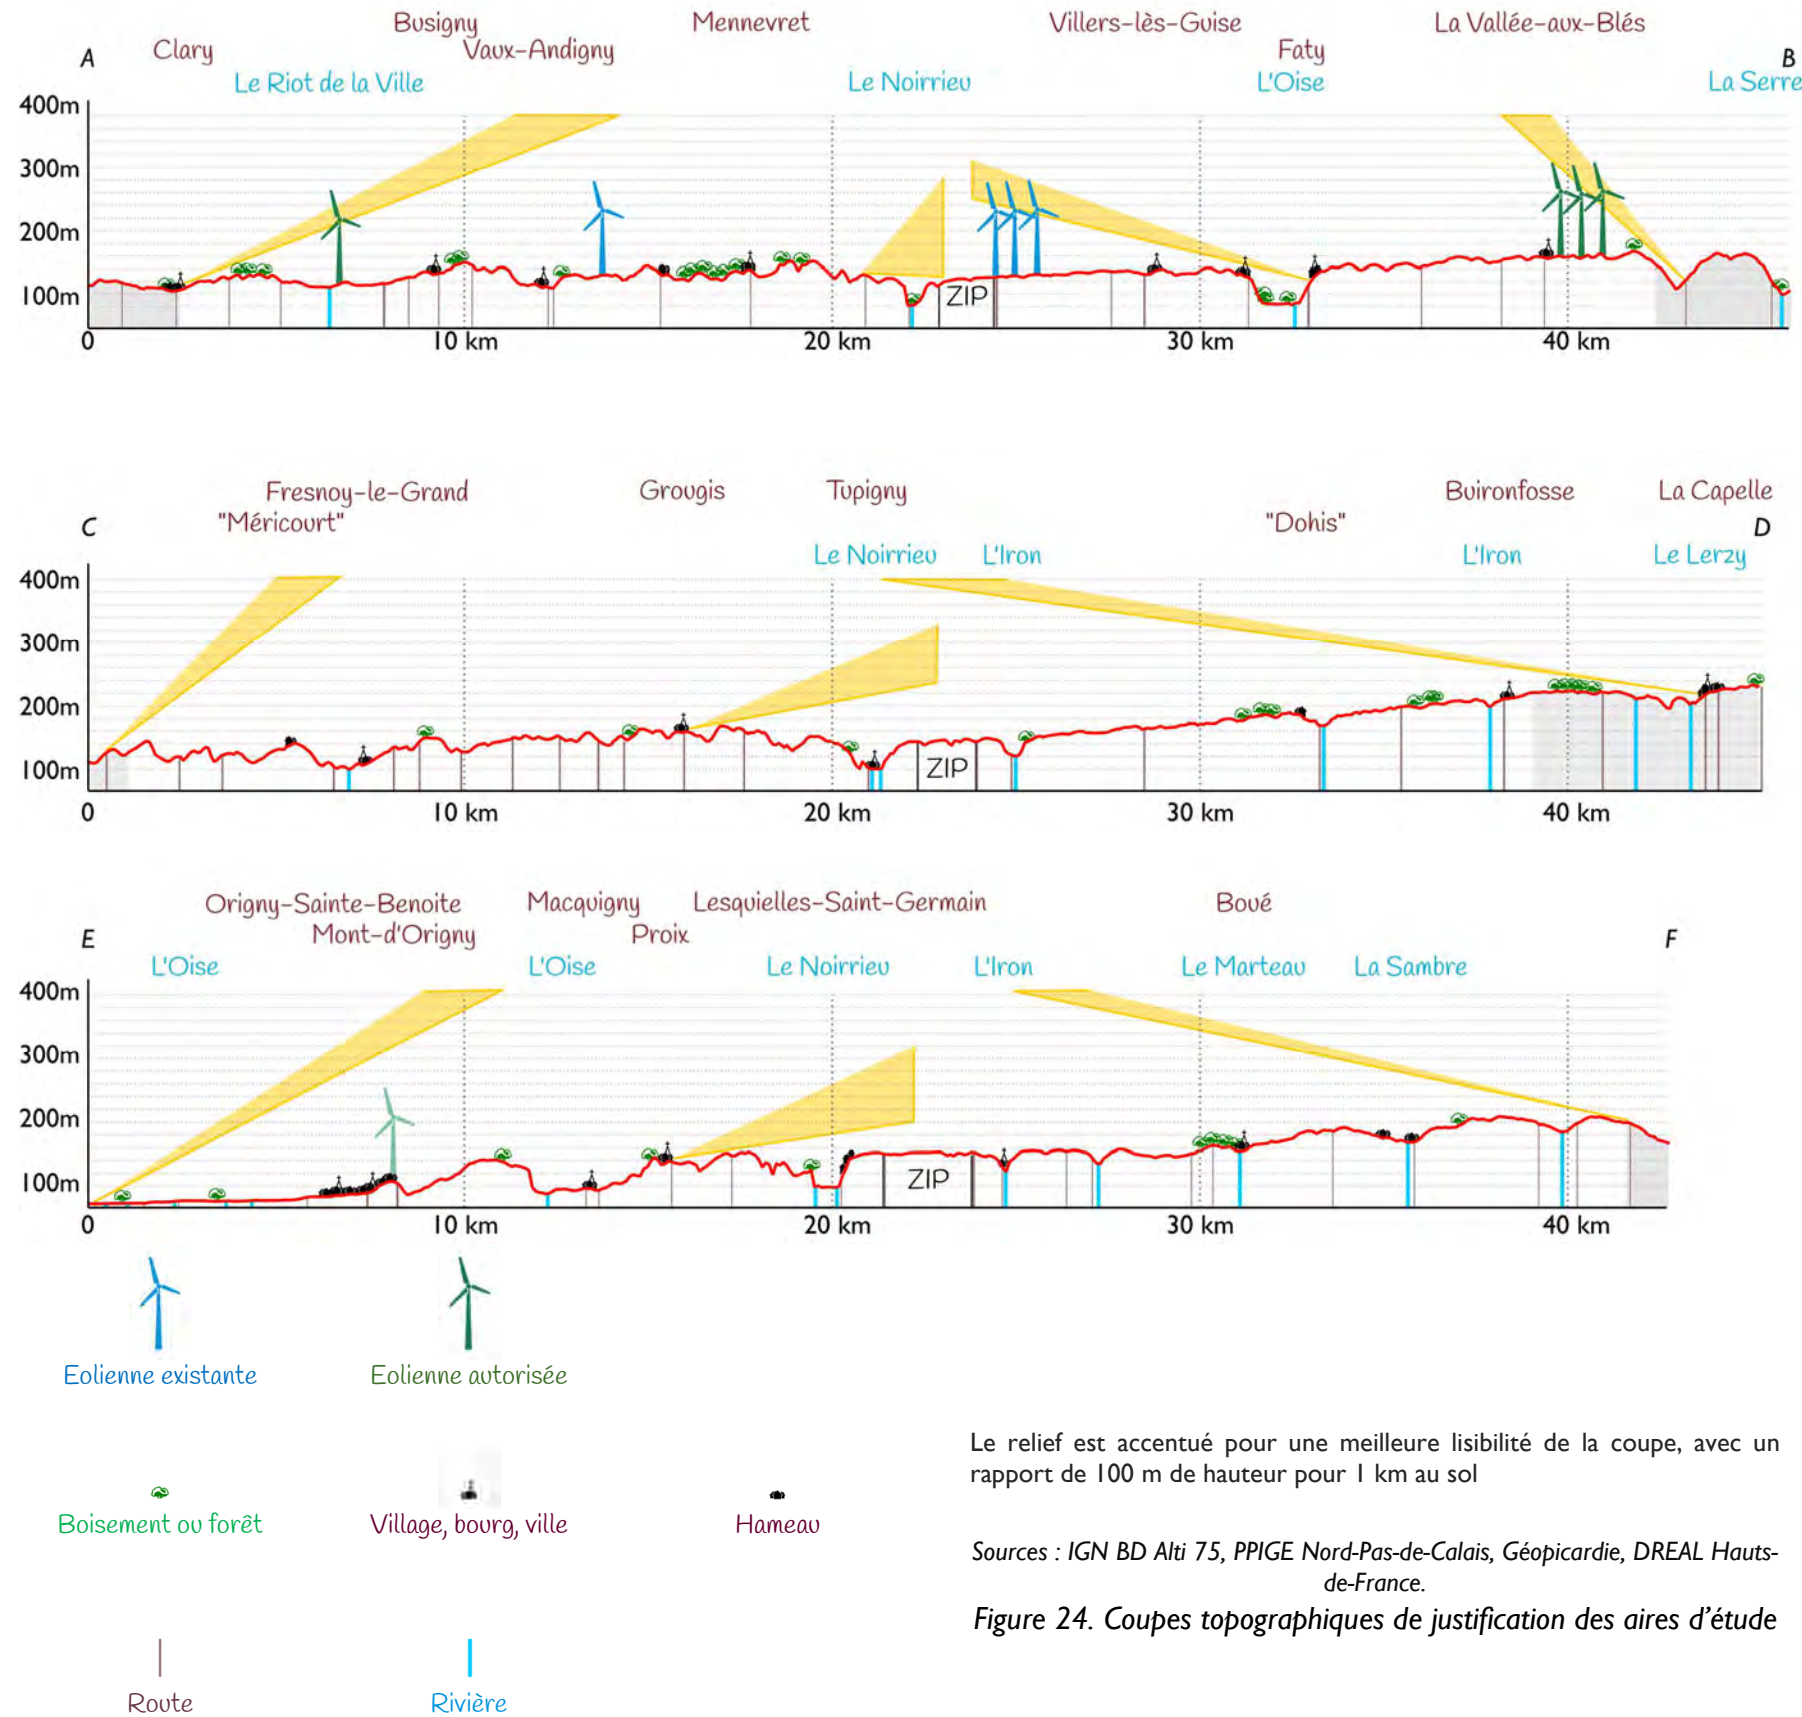 Busigny Mennevret Villers-lès-Guise La Vallée-aux-Blés
A Clary Vaux-Andigny Faty B
Le Riot de la Ville Le Noirrieu L'Oise La Serre
400m
300m
200m
100m
ZIP
0 10 km 20 km 30 km 40 km
Fresnoy-le-Grand Grougis Tupigny Buironfosse La Capelle
C "Méricourt" "Dohis" D
Le Noirrieu L'Iron L'Iron Le Lerzy
400m
300m
200m
100m
ZIP
0 10 km 20 km 30 km 40 km
Origny-Sainte-Benoite Macquigny Lesquielles-Saint-Germain Boué
E Mont-d'Origny Proix F
L'Oise L'Oise Le Noirrieu L'Iron Le Marteau La Sambre
400m
300m
200m
100m
ZIP
0 10 km 20 km 30 km 40 km
Eolienne existante Eolienne autorisée
Le relief est accentué pour une meilleure lisibilité de la coupe, avec un
rapport de 100 m de hauteur pour 1 km au sol
Boisement ou forêt Village, bourg, ville Hameau
Sources : IGN BD Alti 75, PPIGE Nord-Pas-de-Calais, Géopicardie, DREAL Hauts-
de-France.
Figure 24. Coupes topographiques de justification des aires d'étude
Route Rivière